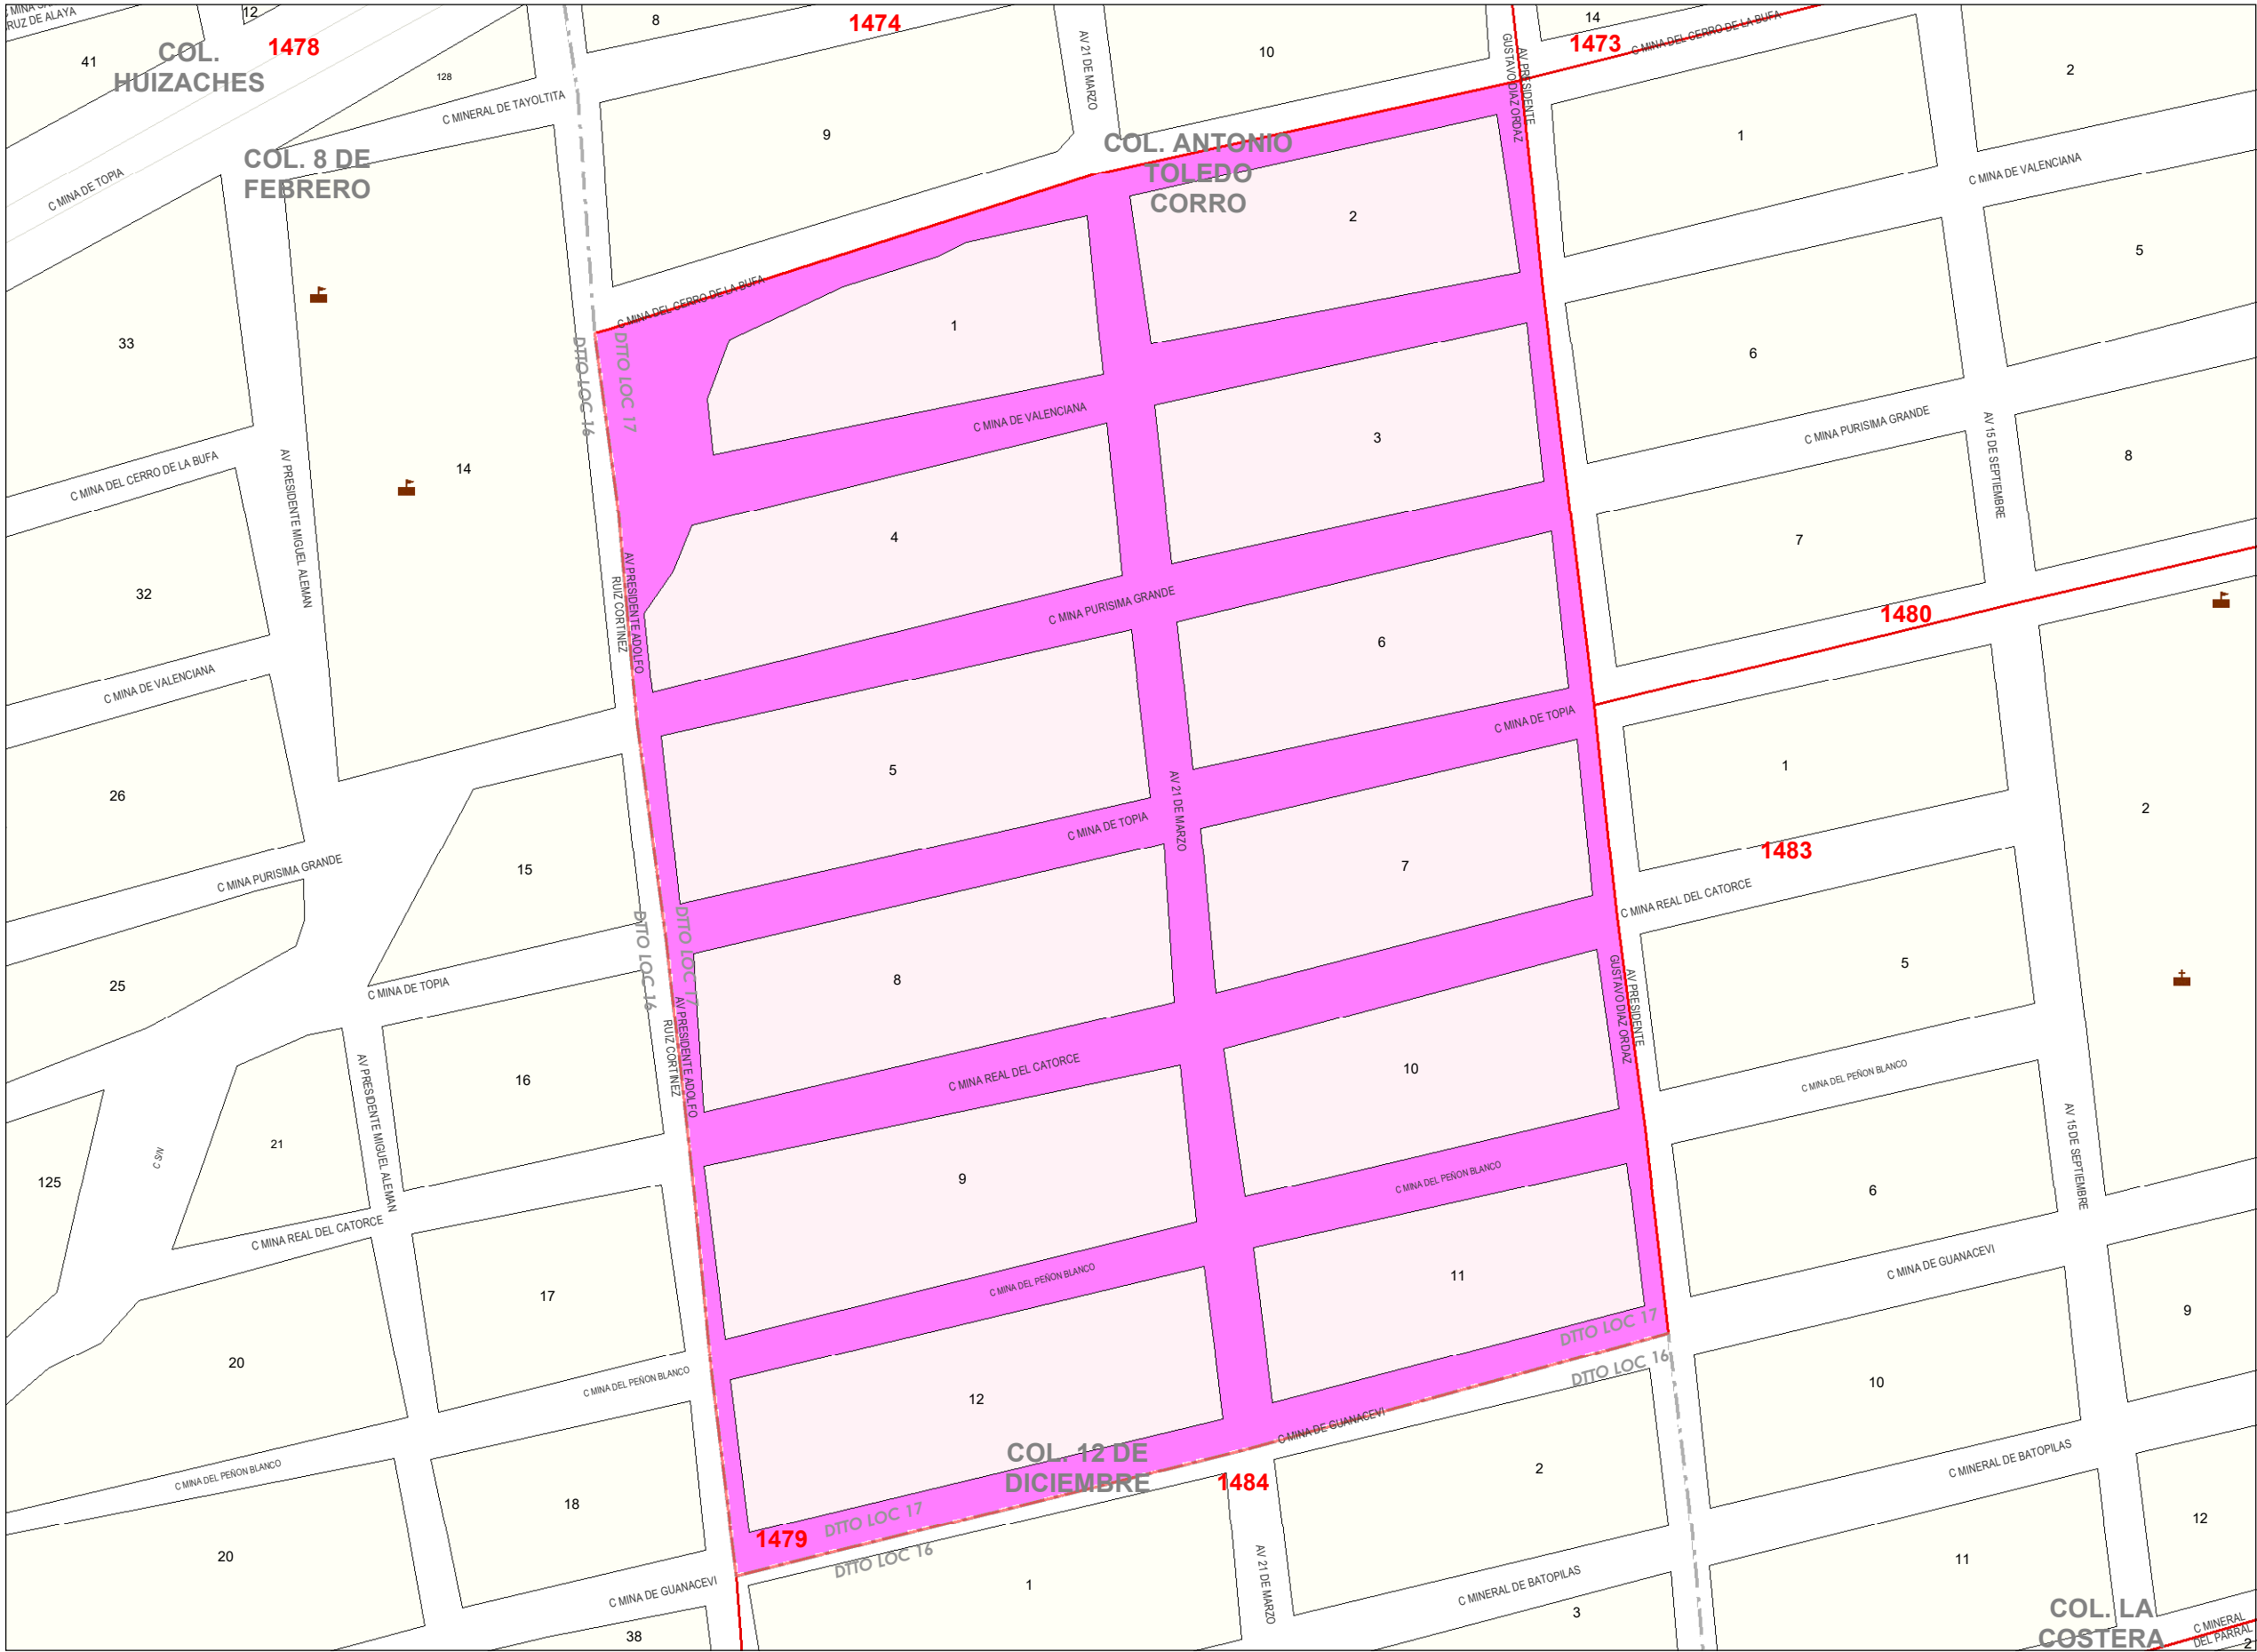 RUZ DE ALAYA
12
8
1474
14
1473
C MINA DEL CERRO DE LA BUFA
41
COL.
HUIZACHES
1478
128
C MINERAL DE TAYOLTITA
AV 21 DE MARZO
10
AV PRESIDENTE
GUSTAVO DIAZ ORDAZ
2
9
1
COL. ANTONIO
TOLEDO
CORRO
COL. 8 DE
FEBRERO
C MINA DE TOPIA
C MINA DE VALENCIANA
2
5
33
C MINA DEL CERRO DE LA BUFA
1
6
DTTO LOC 16
DTTO LOC 17
C MINA DE VALENCIANA
3
C MINA PURISIMA GRANDE
AV 15 DE SEPTIEMBRE
8
C MINA DEL CERRO DE LA BUFA
AV PRESIDENTE MIGUEL ALEMAN
14
4
7
32
AV PRESIDENTE ADOLFO
RUIZ CORTINEZ
C MINA PURISIMA GRANDE
6
1480
C MINA DE VALENCIANA
5
C MINA DE TOPIA
1
2
26
AV 21 DE MARZO
C MINA DE TOPIA
1483
C MINA PURISIMA GRANDE
15
7
C MINA REAL DEL CATORCE
25
C MINA DE TOPIA
DTTO LOC 16
DTTO LOC 17
8
5
AV PRESIDENTE
GUSTAVO DIAZ ORDAZ
AV PRESIDENTE ADOLFO
RUIZ CORTINEZ
16
C MINA REAL DEL CATORCE
10
C MINA DEL PEÑON BLANCO
AV PRESIDENTE MIGUEL ALEMAN
21
C S/N
125
9
C MINA DEL PEÑON BLANCO
6
AV 15 DE SEPTIEMBRE
C MINA REAL DEL CATORCE
17
C MINA DEL PEÑON BLANCO
11
C MINA DE GUANACEVI
9
20
C MINA DEL PEÑON BLANCO
12
DTTO LOC 17
DTTO LOC 16
10
C MINA DE GUANACEVI
COL. 12 DE
DICIEMBRE
1484
2
C MINERAL DE BATOPILAS
C MINA DEL PEÑON BLANCO
18
1479
DTTO LOC 17
DTTO LOC 16
12
20
C MINA DE GUANACEVI
1
AV 21 DE MARZO
C MINERAL DE BATOPILAS
11
3
38
COL. LA
COSTERA
C MINERAL
DEL PARRAL
2